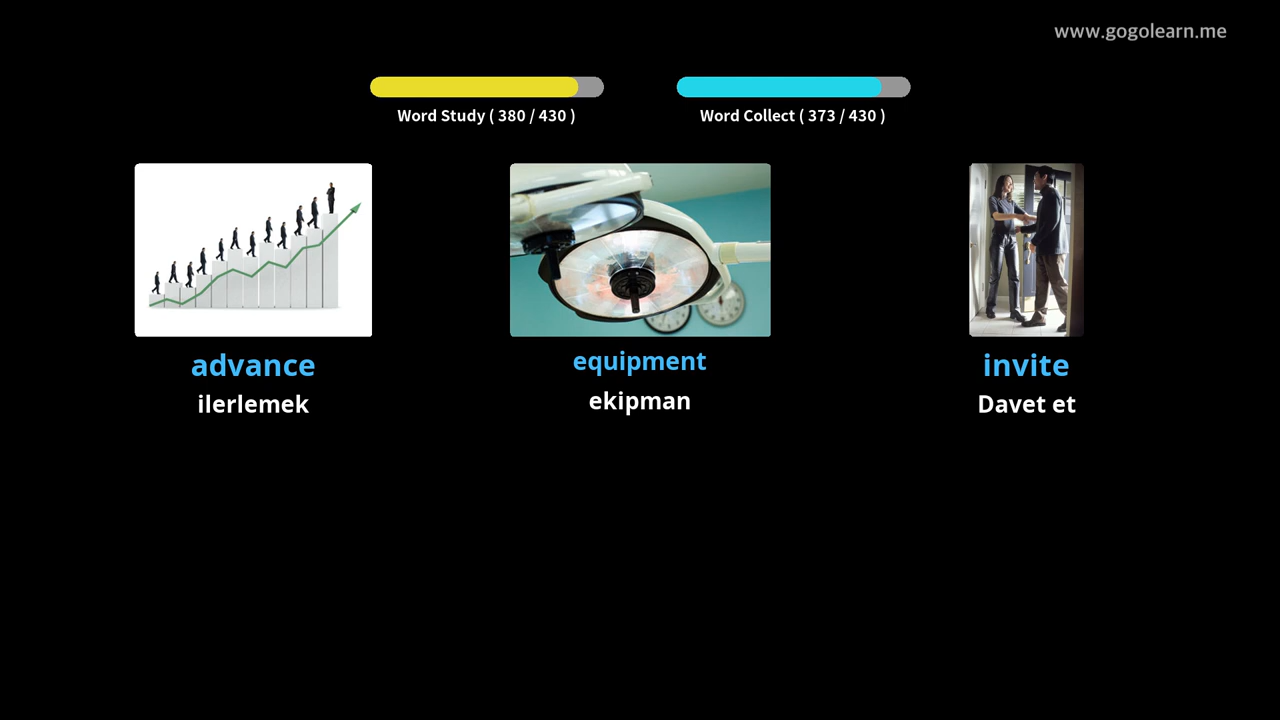 www.gogolearn.me
Word Study ( 380 / 430 )
Word Collect ( 373 / 430 )
advance
ilerlemek
equipment
ekipman
invite
Davet et